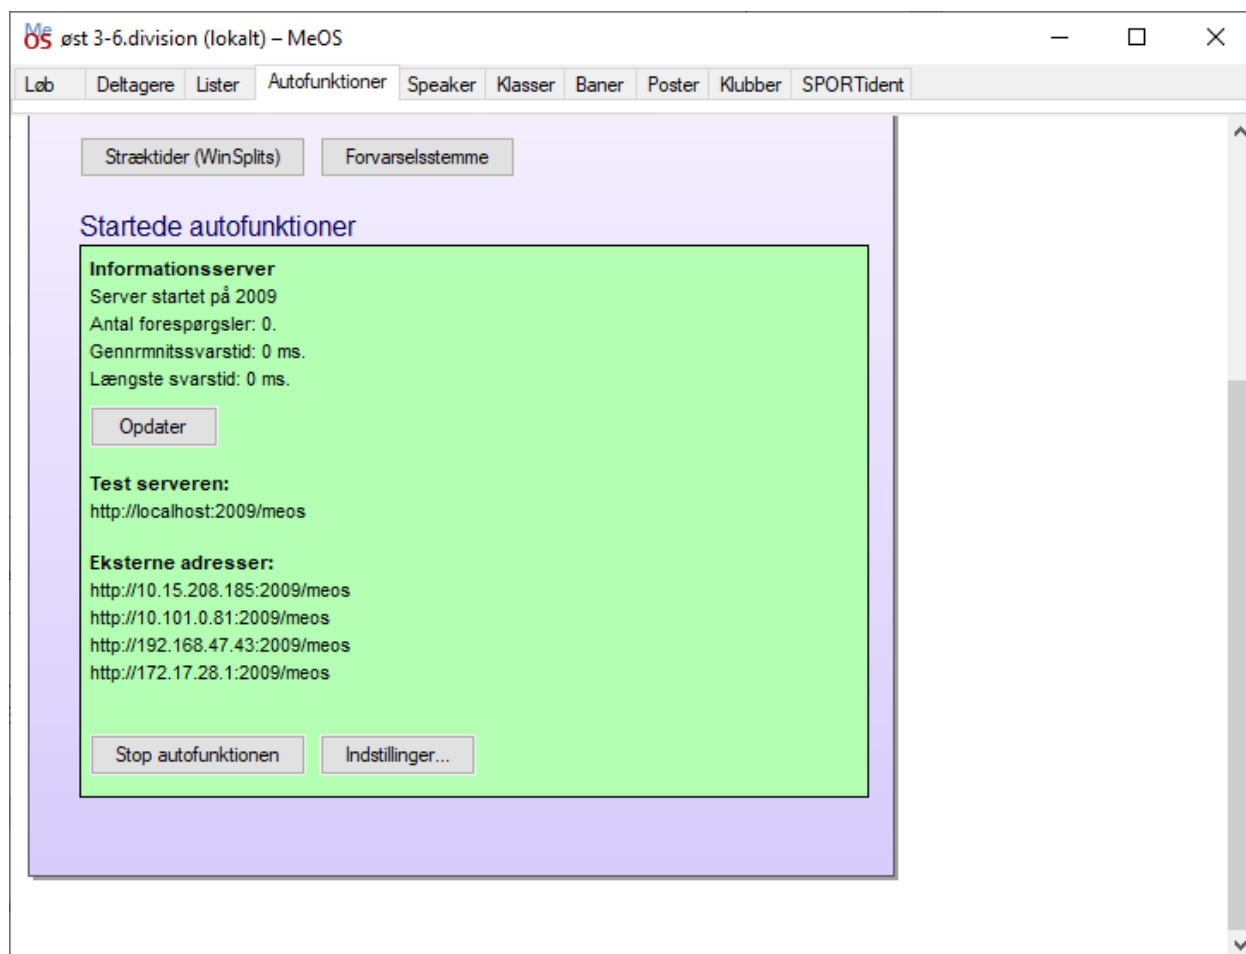 MeOS øst 3-6.division (lokalt) – MeOS
Løb Deltagere Lister Autofunktioner Speaker Klasser Baner Poster Klubber SPORTident
Stræktider (WinSplits) Forvarselsstemme
Startede autofunktioner
Informationsserver
Server startet på 2009
Antal forespørgsler: 0.
Gennrmnitssvarstid: 0 ms.
Længste svarstid: 0 ms.
Opdater
Test serveren:
http://localhost:2009/meos
Eksterne adresser:
http://10.15.208.185:2009/meos
http://10.101.0.81:2009/meos
http://192.168.47.43:2009/meos
http://172.17.28.1:2009/meos
Stop autofunktionen Indstillinger...